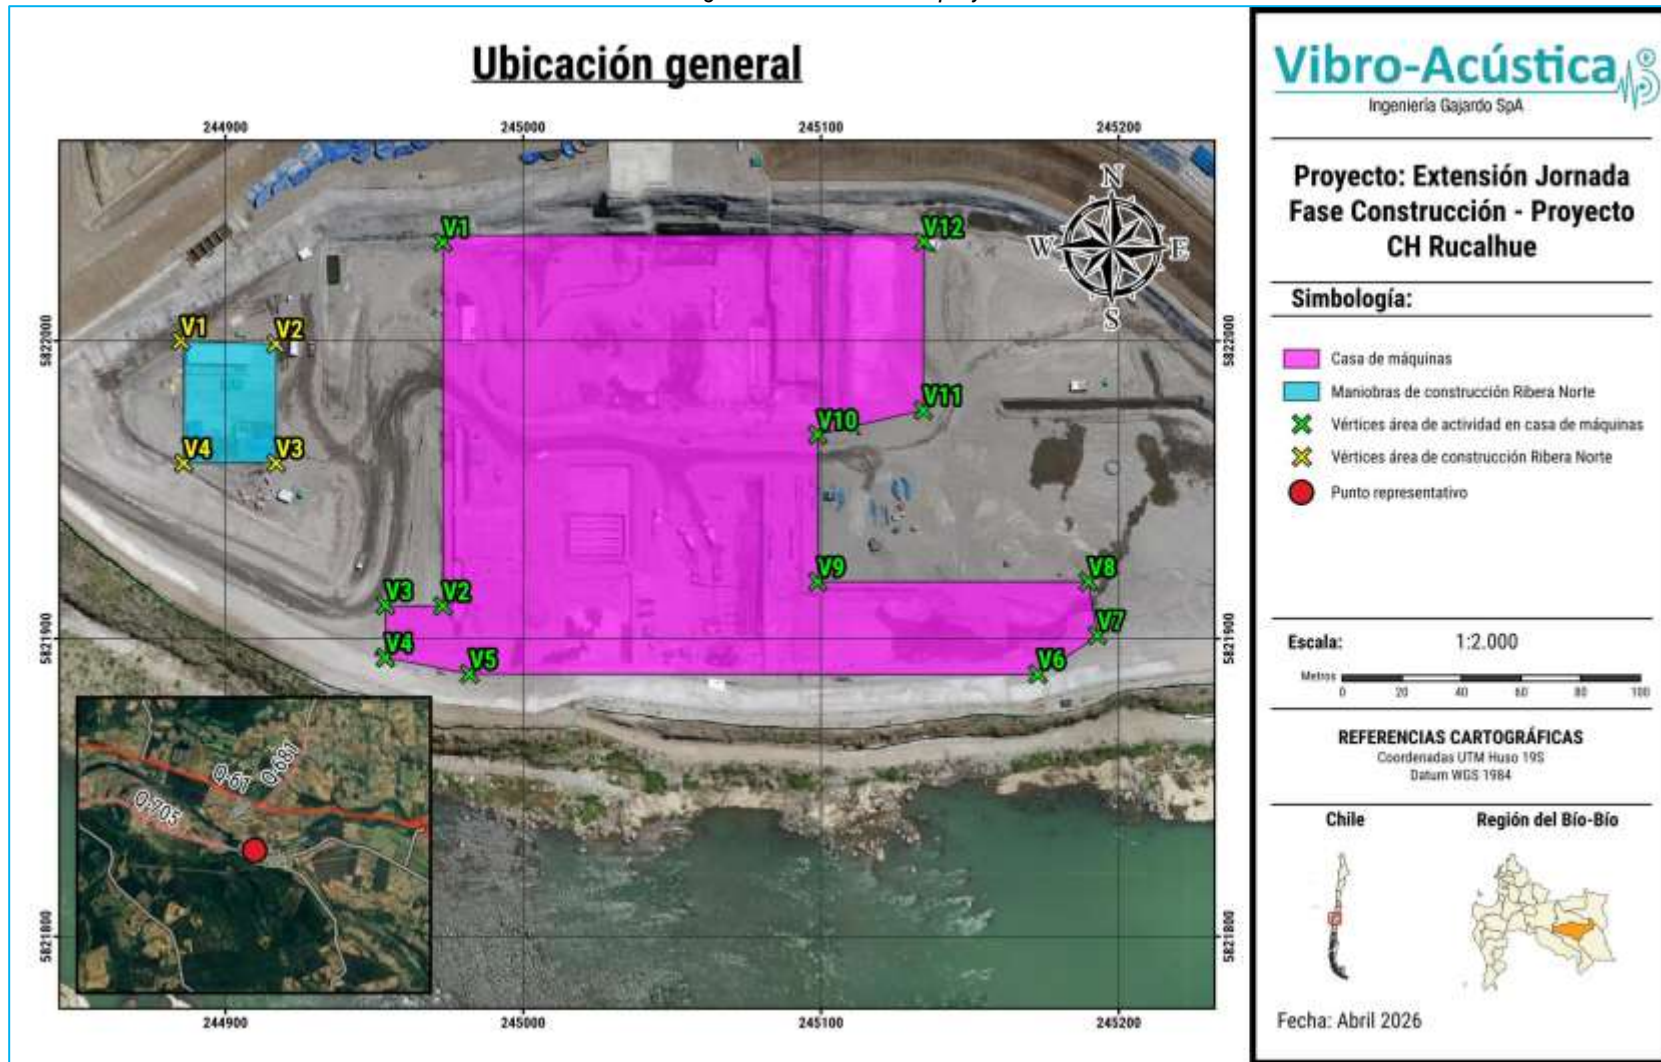 Ubicación general
244900 245000 245100 245200
V1 V12
N
W E
S
V1 V2
5822000 5822000
V11
V10
V4 V3
V9 V8
V3 V2
V7
5821900 5821900
V4 V5 V6
Q-61 Q-681
Q-705
5821800 5821800
244900 245000 245100 245200
Vibro-Acústica
Ingeniería Gajardo SpA
Proyecto: Extensión Jornada
Fase Construcción - Proyecto
CH Rucalhue
Simbología:
Casa de máquinas
Maniobras de construcción Ribera Norte
Vértices área de actividad en casa de máquinas
Vértices área de construcción Ribera Norte
Punto representativo
Escala: 1:2.000
Metros
0 20 40 60 80 100
REFERENCIAS CARTOGRÁFICAS
Coordenadas UTM Huso 19S
Datum WGS 1984
Chile Región del Bío-Bío
Fecha: Abril 2026